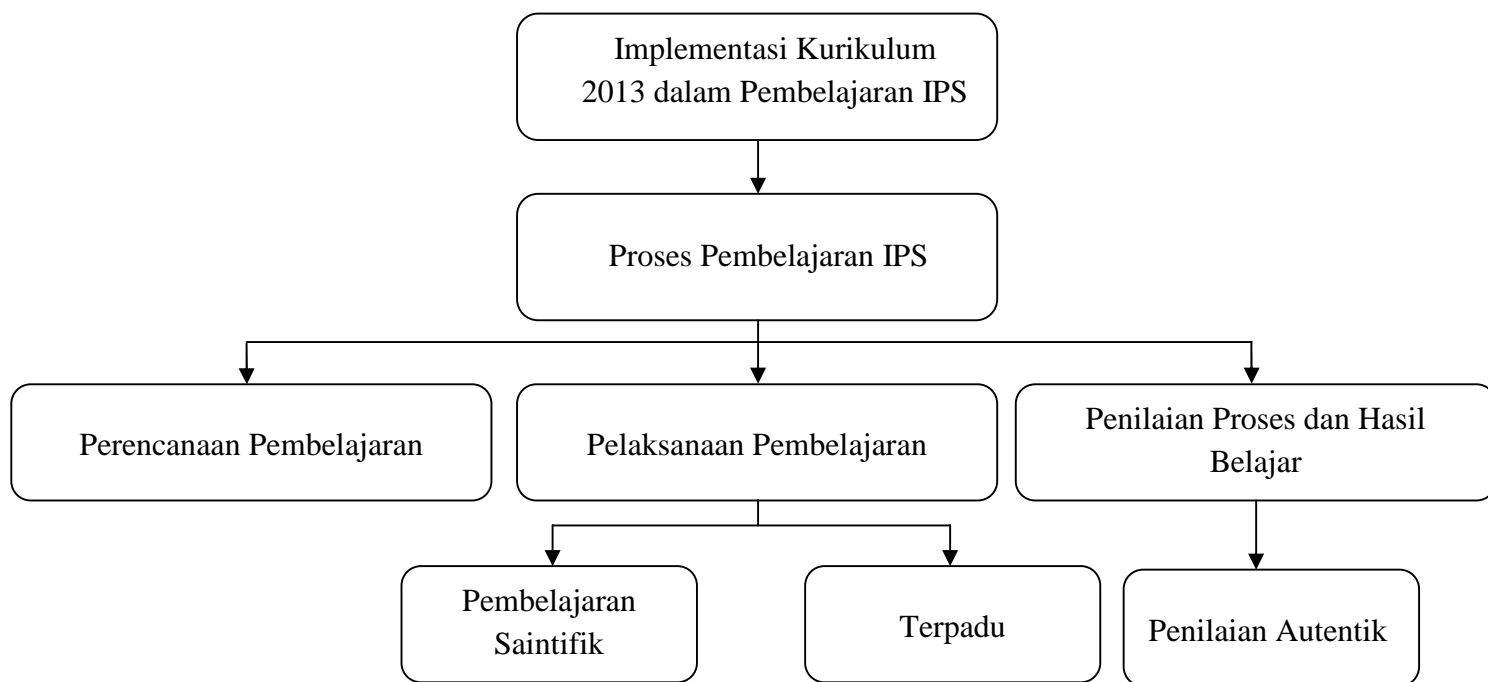 Implementasi Kurikulum
2013 dalam Pembelajaran IPS
Proses Pembelajaran IPS
Perencanaan Pembelajaran
Pelaksanaan Pembelajaran
Penilaian Proses dan Hasil
Belajar
Pembelajaran
Saintifik
Terpadu
Penilaian Autentik